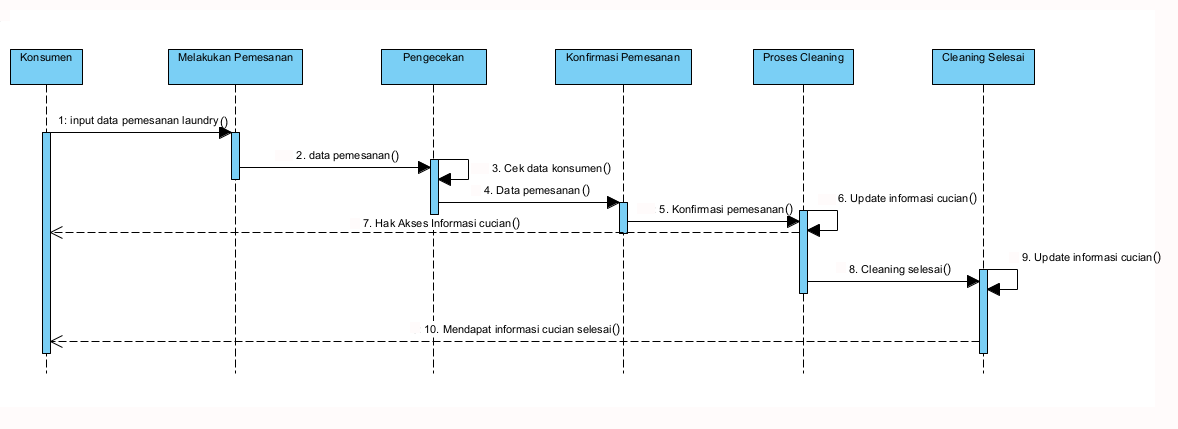 Konsumen
Melakukan Pemesanan
Pengecekan
Konfirmasi Pemesanan
Proses Cleaning
Cleaning Selesai
1: input data pemesanan laundry()
2. data pemesanan()
3. Cek data konsumen()
4. Data pemesanan()
5. Konfirmasi pemesanan()
6. Update informasi cucian()
7. Hak Akses Informasi cucian()
8. Cleaning selesai()
9. Update informasi cucian()
10. Mendapat informasi cucian selesai()